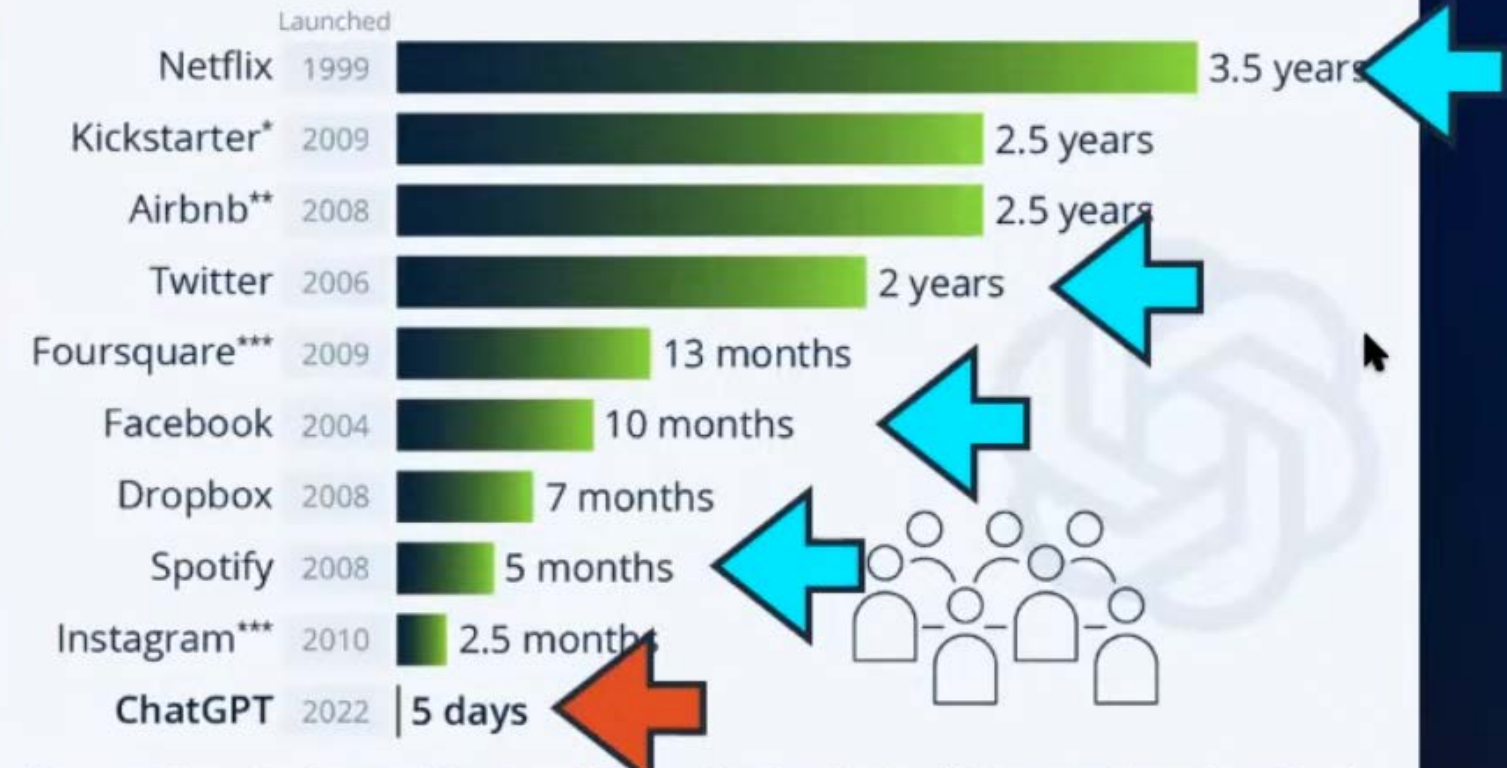 Launched
Netflix 1999 3.5 years
Kickstarter* 2009 2.5 years
Airbnb** 2008 2.5 years
Twitter 2006 2 years
Foursquare*** 2009 13 months
Facebook 2004 10 months
Dropbox 2008 7 months
Spotify 2008 5 months
Instagram*** 2010 2.5 months
ChatGPT 2022 5 days